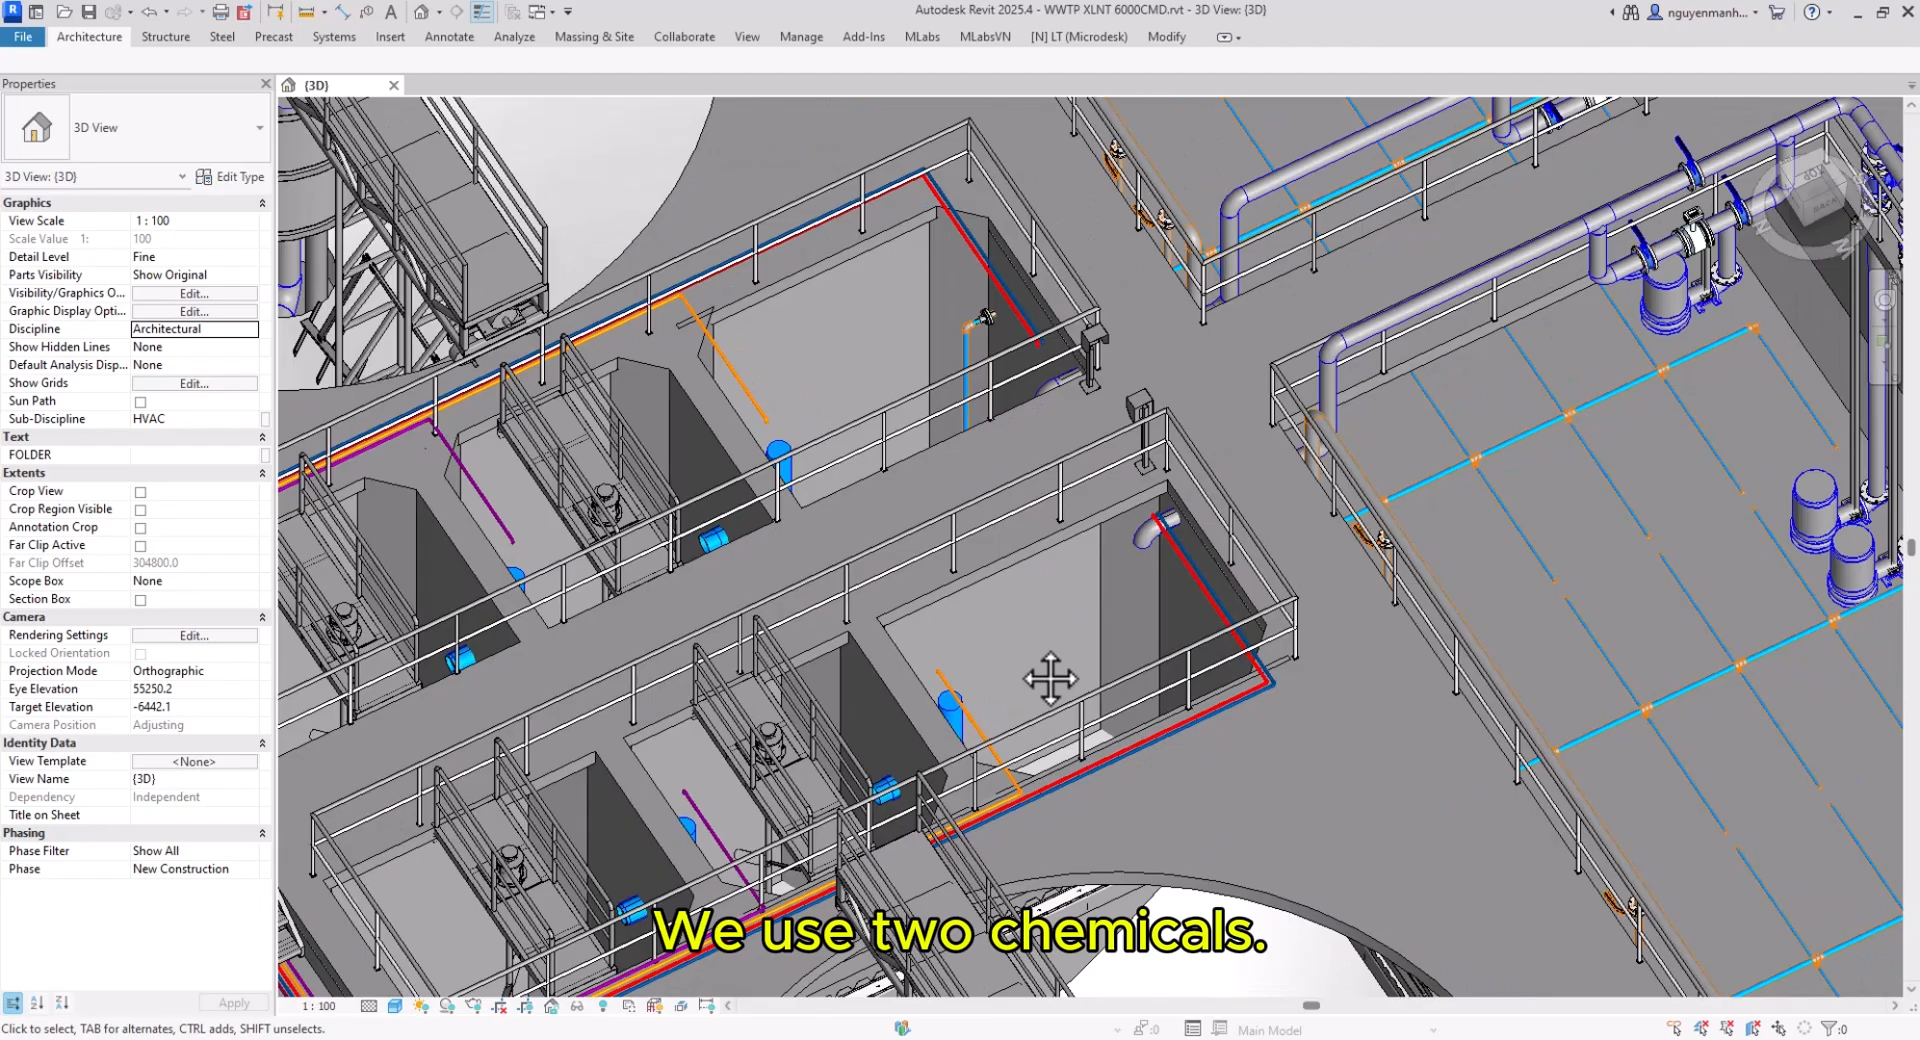 Autodesk Revit 2025.4 - WWTP XLNT 6000CMD.rvt - 3D View: {3D}
nguyenmanh...
File Architecture Structure Steel Precast Systems Insert Annotate Analyze Massing & Site Collaborate View Manage Add-Ins MLabs MLabsVN [N] LT (Microdesk) Modify
Properties
{3D}
3D View
3D View: {3D}
Edit Type
Graphics
View Scale 1 : 100
Scale Value 1: 100
Detail Level Fine
Parts Visibility Show Original
Visibility/Graphics O... Edit...
Graphic Display Opti... Edit...
Discipline Architectural
Show Hidden Lines None
Default Analysis Disp... None
Show Grids Edit...
Sun Path
Sub-Discipline HVAC
Text
FOLDER
Extents
Crop View
Crop Region Visible
Annotation Crop
Far Clip Active
Far Clip Offset 304800.0
Scope Box None
Section Box
Camera
Rendering Settings Edit...
Locked Orientation
Projection Mode Orthographic
Eye Elevation 55250.2
Target Elevation -6442.1
Camera Position Adjusting
Identity Data
View Template <None>
View Name {3D}
Dependency Independent
Title on Sheet
Phasing
Phase Filter Show All
Phase New Construction
Apply
TOP
BACK
We use two chemicals.
1 : 100
Click to select, TAB for alternates, CTRL adds, SHIFT unselects.
:0
Main Model
:0